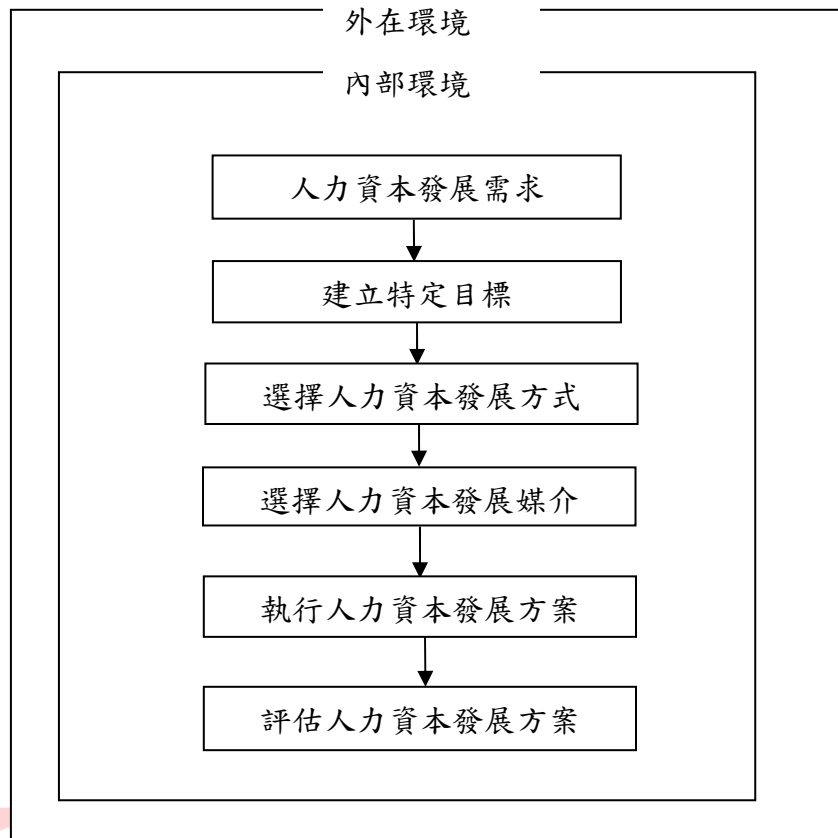 外在環境
內部環境
人力資本發展需求
建立特定目標
選擇人力資本發展方式
選擇人力資本發展媒介
執行人力資本發展方案
評估人力資本發展方案